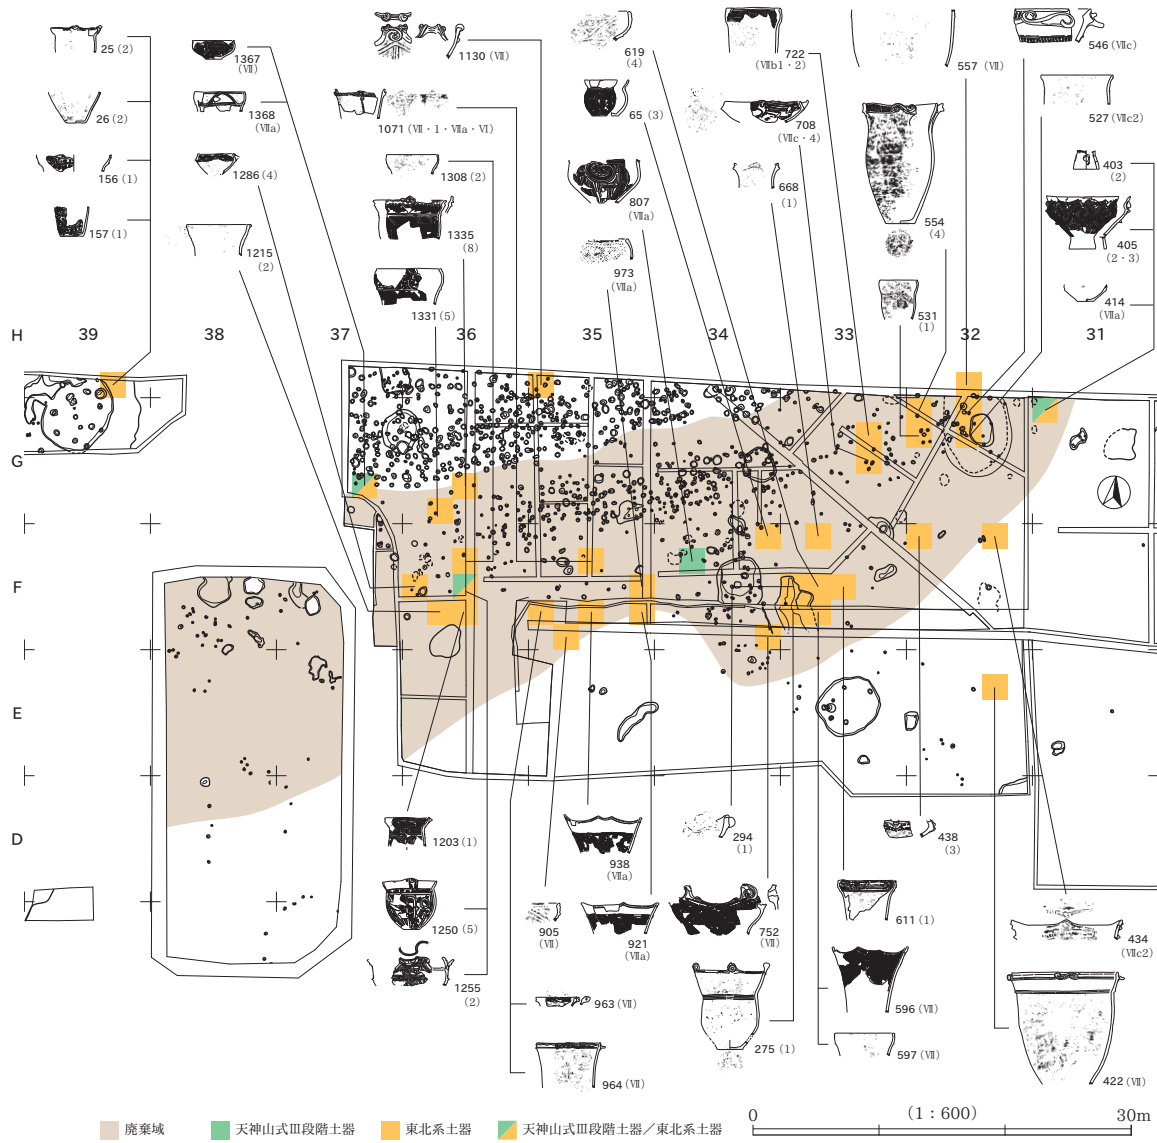 25 (2)
26 (2)
156 (1)
157 (1)
1367
(Ⅶ)
1368
(Ⅶa)
1286 (4)
1215
(2)
1130 (Ⅶ)
1071 (Ⅶ・1・Ⅶa・Ⅵ)
1308 (2)
1335
(8)
1331 (5)
619
(4)
65 (3)
807
(Ⅶa)
973
(Ⅶa)
722
(Ⅶb1・2)
708
(Ⅶc・4)
668
(1)
557 (Ⅶ)
554
(4)
531
(1)
546 (Ⅶc)
527 (Ⅶc2)
403
(2)
405
(2・3)
414
(Ⅶa)
H 39 38 37 36 35 34 33 32 31
G
F
E
D
1203 (1)
1250 (5)
1255
(2)
938
(Ⅶa)
905
(Ⅶ)
921
(Ⅶa)
963 (Ⅶ)
964 (Ⅶ)
294
(1)
752
(Ⅶ)
275 (1)
438
(3)
611 (1)
596 (Ⅶ)
597 (Ⅶ)
434
(Ⅶc2)
422 (Ⅶ)
廃棄域
天神山式Ⅲ段階土器
東北系土器
天神山式Ⅲ段階土器／東北系土器
0 (1：600) 30m